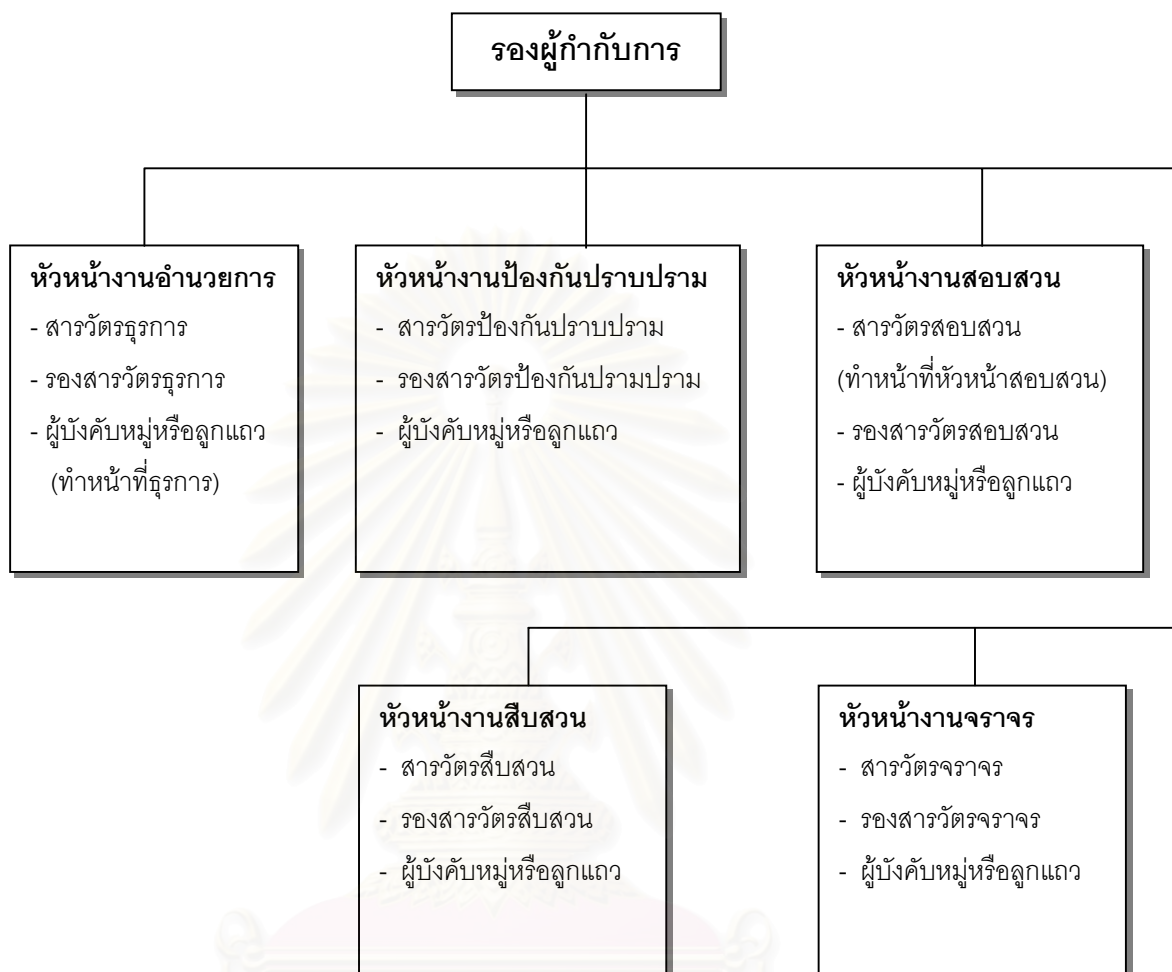 รองผู้กำกับการ
หัวหน้างานอำนวยการ
- สารวัตรธุรการ
- รองสารวัตรธุรการ
- ผู้บังคับหมู่หรือลูกแถว
(ทำหน้าที่ธุรการ)
หัวหน้างานป้องกันปราบปราม
- สารวัตรป้องกันปราบปราม
- รองสารวัตรป้องกันปรามปราม
- ผู้บังคับหมู่หรือลูกแถว
หัวหน้างานสอบสวน
- สารวัตรสอบสวน
(ทำหน้าที่หัวหน้าสอบสวน)
- รองสารวัตรสอบสวน
- ผู้บังคับหมู่หรือลูกแถว
หัวหน้างานสืบสวน
- สารวัตรสืบสวน
- รองสารวัตรสืบสวน
- ผู้บังคับหมู่หรือลูกแถว
หัวหน้างานจราจร
- สารวัตรจราจร
- รองสารวัตรจราจร
- ผู้บังคับหมู่หรือลูกแถว